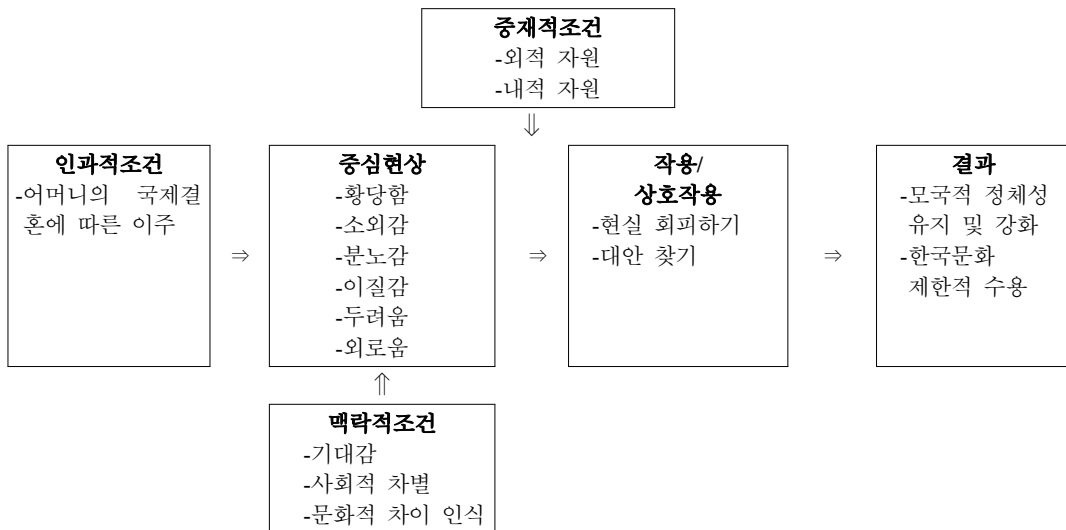 중재적조건
-외적 자원
-내적 자원
⇓
인과적조건
-어머니의 국제결
혼에 따른 이주
⇒
중심현상
-황당함
-소외감
-분노감
-이질감
-두려움
-외로움
⇒
작용/
상호작용
-현실 회피하기
-대안 찾기
⇒
결과
-모국적 정체성
유지 및 강화
-한국문화
제한적 수용
⇑
맥락적조건
-기대감
-사회적 차별
-문화적 차이 인식